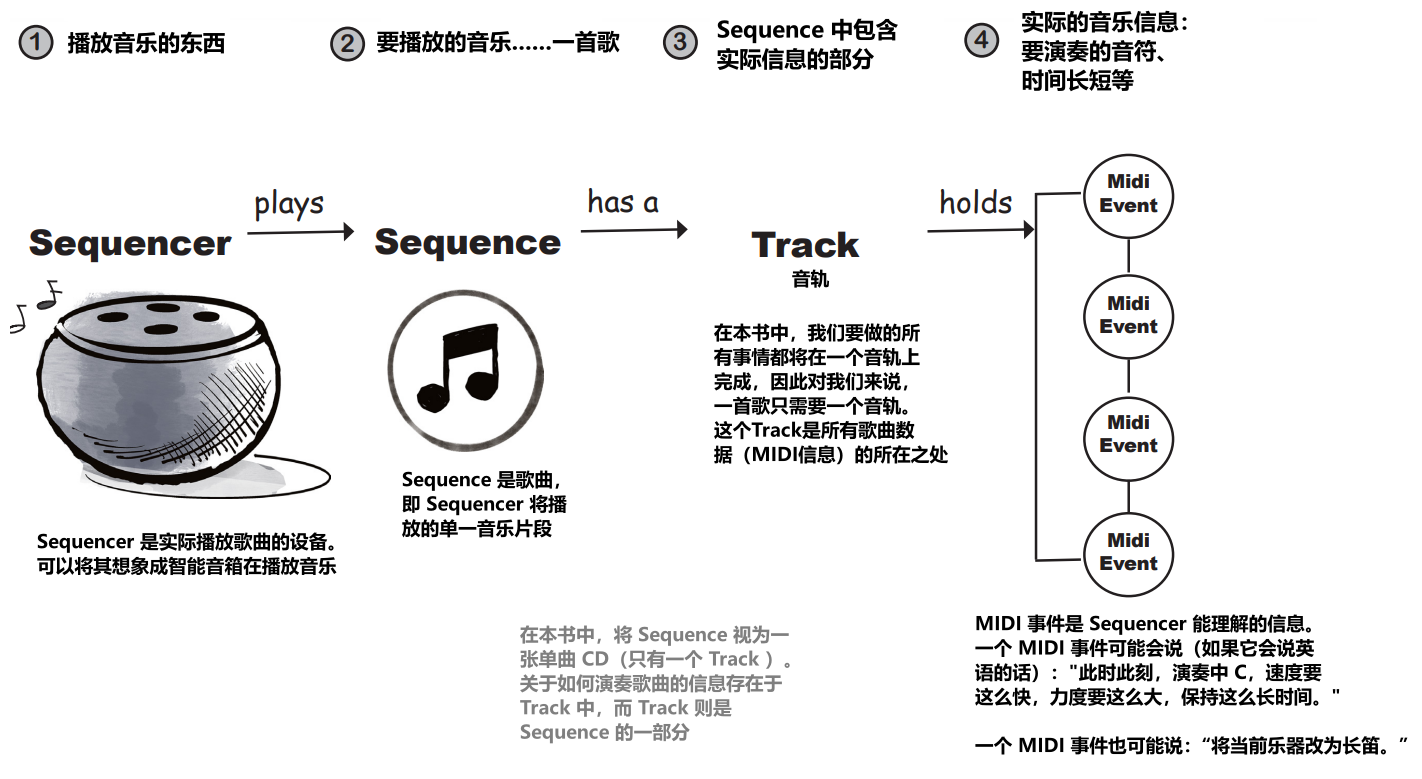 1 播放音乐的东西
2 要播放的音乐……一首歌
3 Sequence 中包含
实际信息的部分
4 实际的音乐信息：
要演奏的音符、
时间长短等
Sequencer
plays
Sequence
has a
Track
音轨
holds
Midi
Event
Midi
Event
Midi
Event
Midi
Event
Sequencer 是实际播放歌曲的设备。
可以将其想象成智能音箱在播放音乐
Sequence 是歌曲，
即 Sequencer 将播
放的单一音乐片段
在本书中，我们要做的所
有事情都将在一个音轨上
完成，因此对我们来说，
一首歌只需要一个音轨。
这个Track是所有歌曲数
据（MIDI信息）的所在之处
在本书中，将 Sequence 视为一
张单曲 CD（只有一个 Track ）。
关于如何演奏歌曲的信息存在于
Track 中，而 Track 则是
Sequence 的一部分
MIDI 事件是 Sequencer 能理解的信息。
一个 MIDI 事件可能会说（如果它会说英
语的话）："此时此刻，演奏中 C，速度要
这么快，力度要这么大，保持这么长时间。"
一个 MIDI 事件也可能说：“将当前乐器改为长笛。”